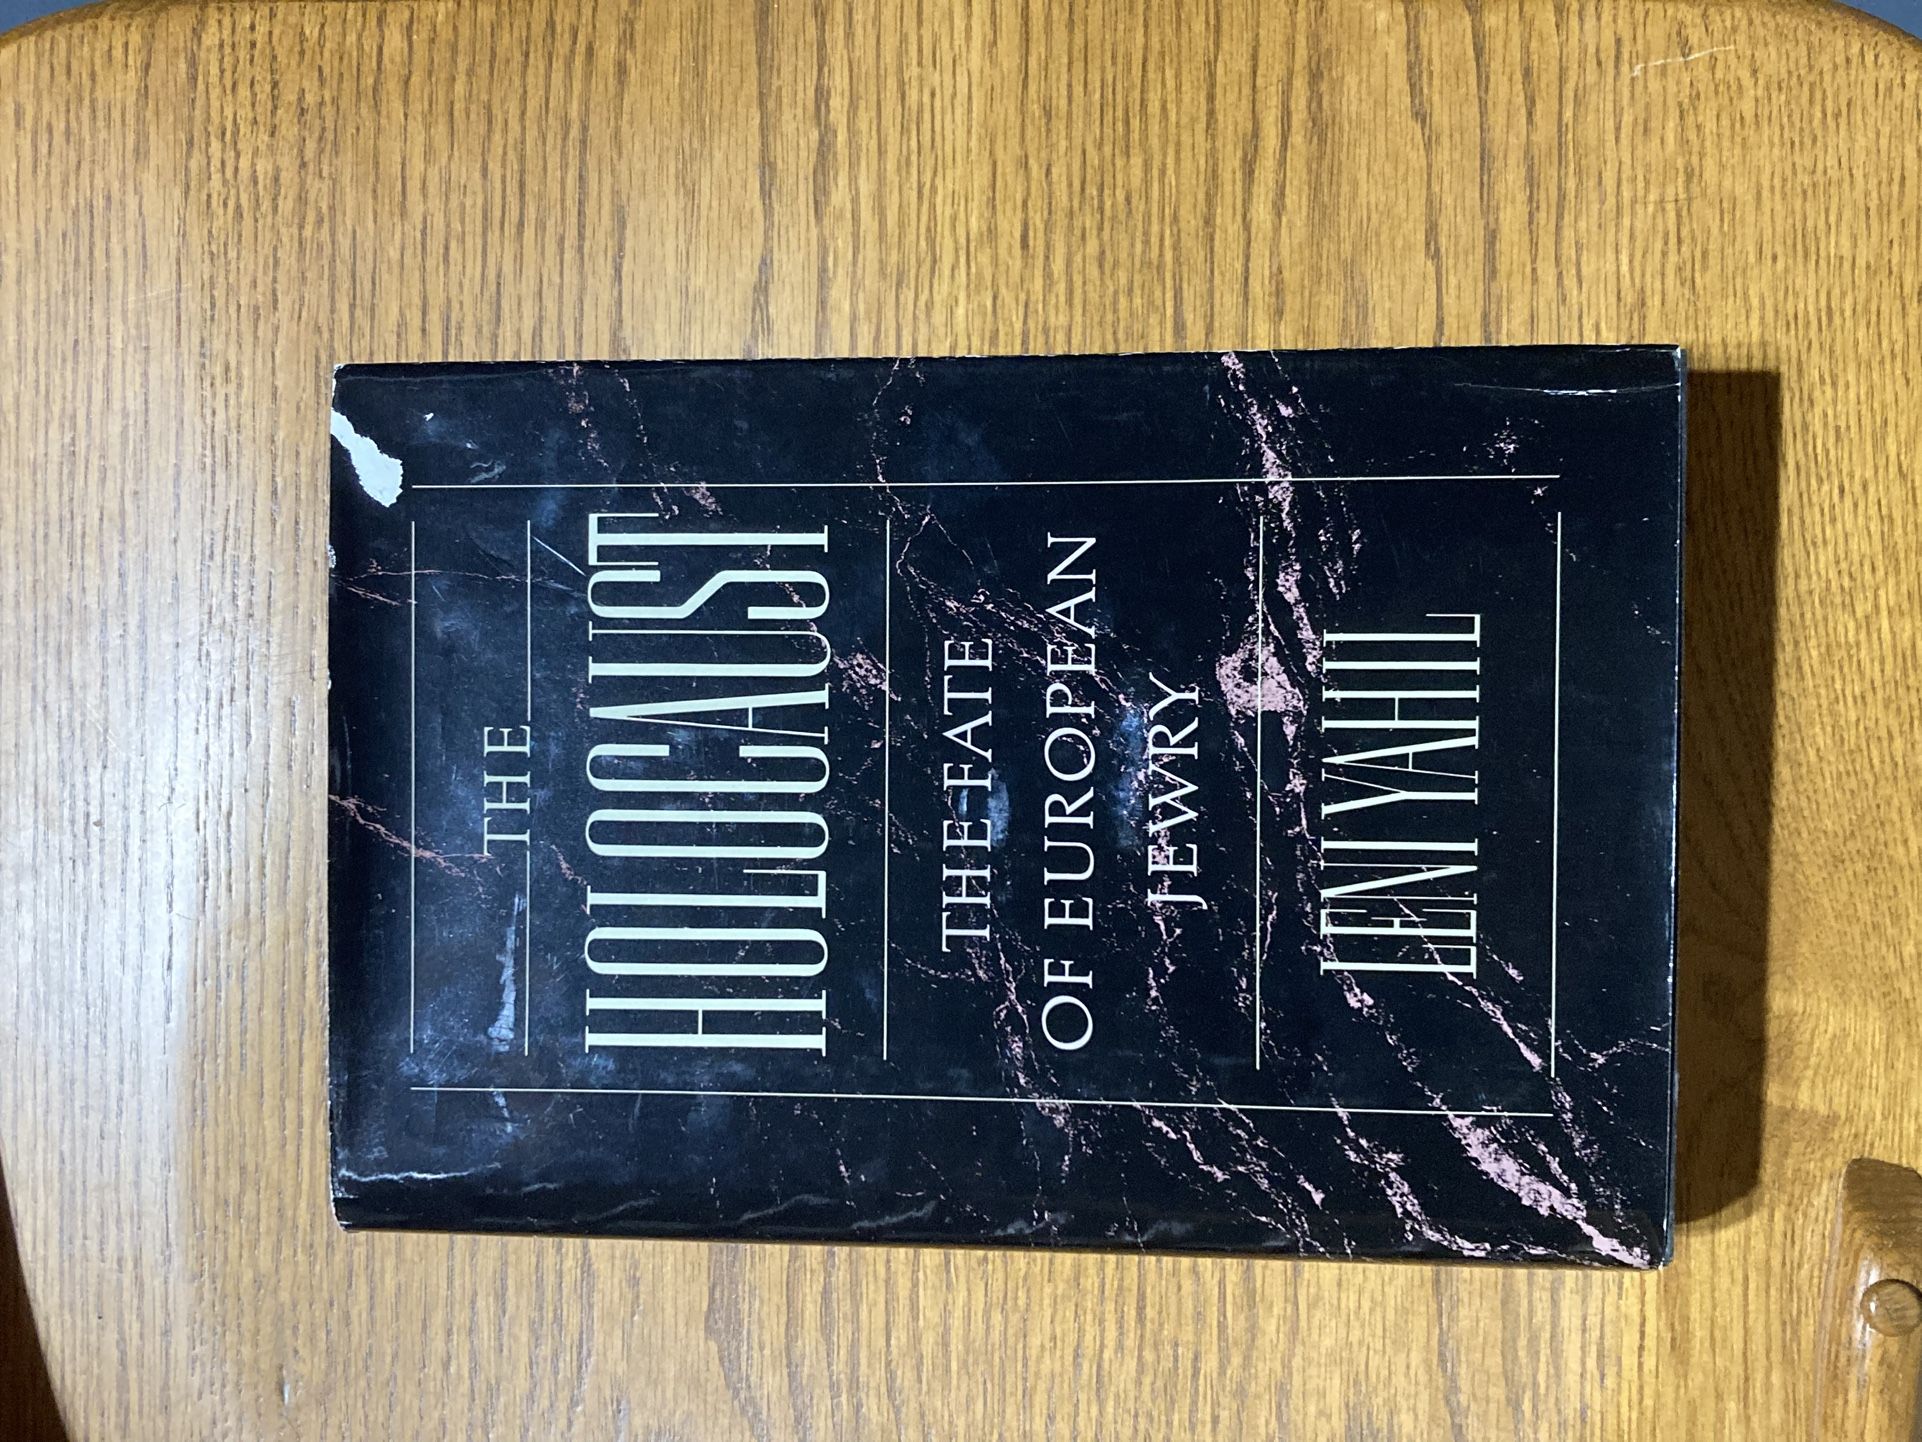 THE
HOLOCAUST
THE FATE
OF EUROPEAN
JEWRY
LENI YAHIL